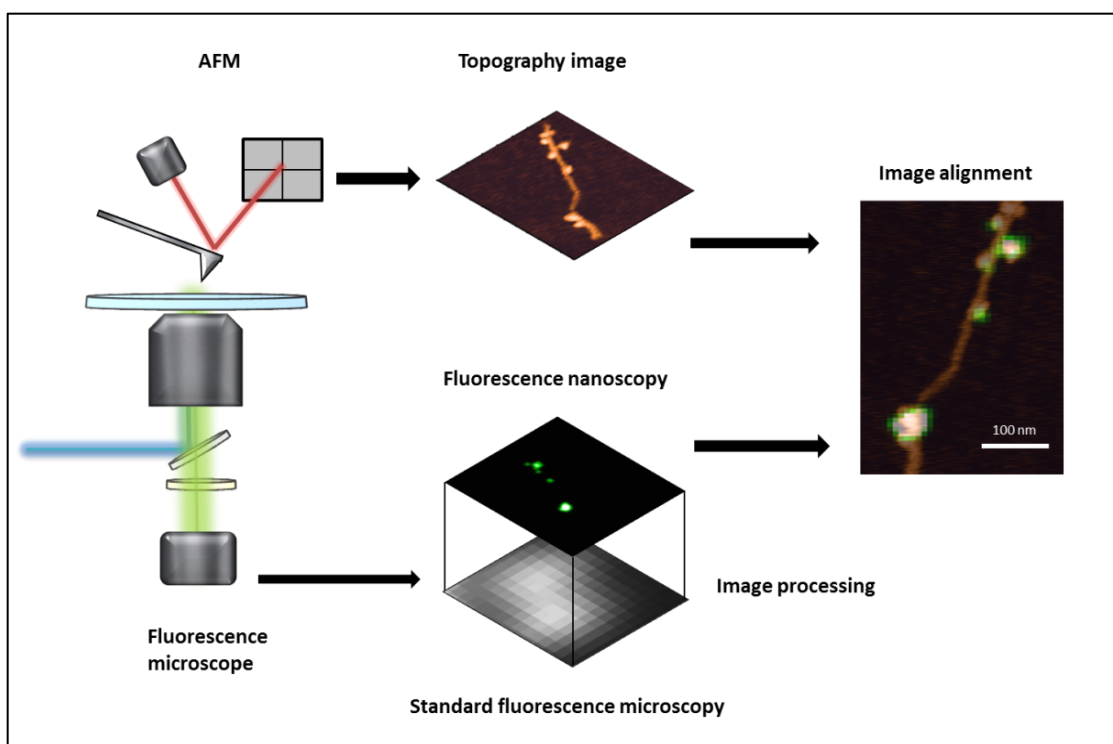 AFM
Topography image
Image alignment
100 nm
Fluorescence nanoscopy
Image processing
Fluorescence
microscope
Standard fluorescence microscopy